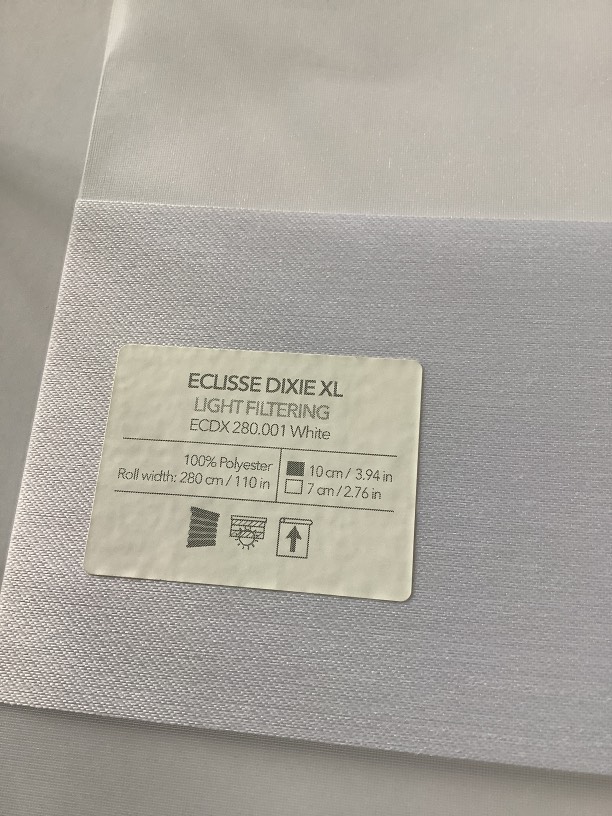 ECLISSE DIXIE XL
LIGHT FILTERING
ECDX 280.001 White
100% Polyester
Roll width: 280 cm / 110 in
10 cm / 3.94 in
7 cm / 2.76 in